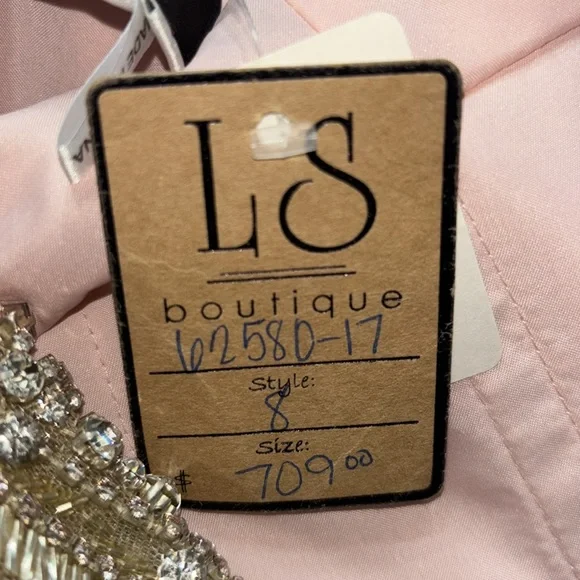 LS
boutique
62580-17
Style:
8
Size:
$ 709.00